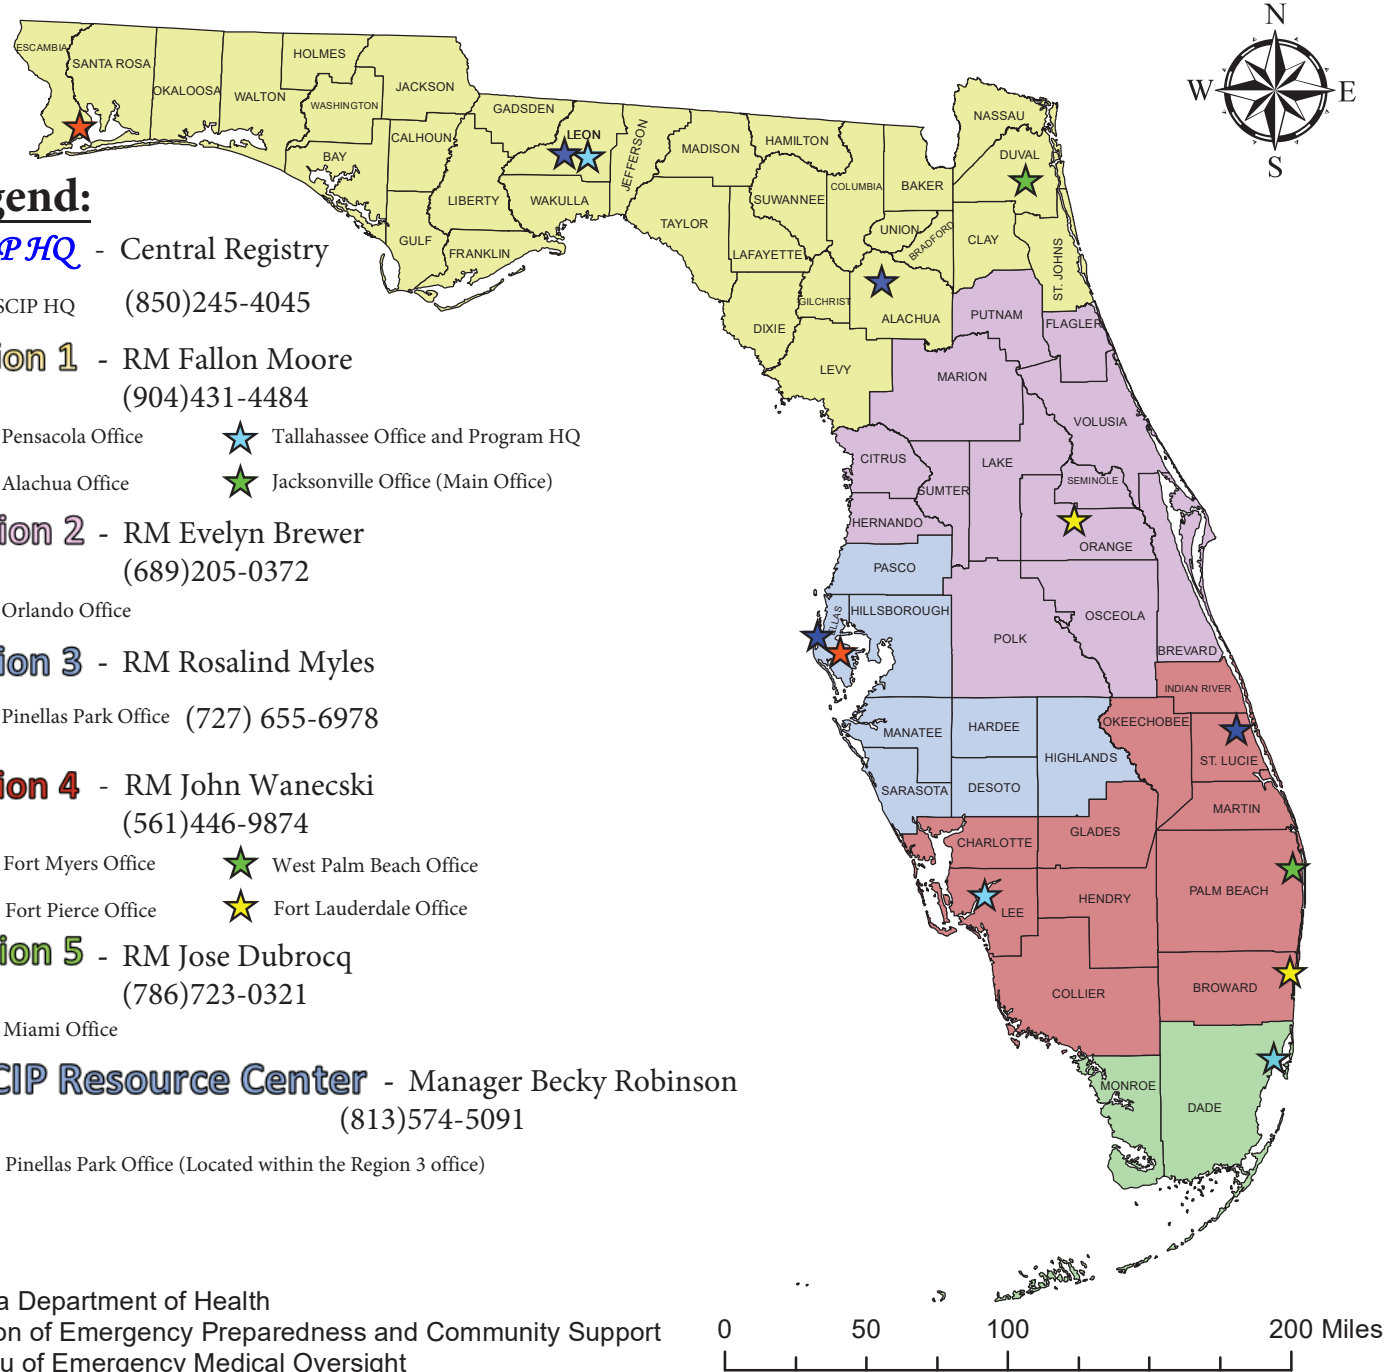 N
W E
S
ESCAMBIA
SANTA ROSA
OKALOOSA
WALTON
HOLMES
WASHINGTON
JACKSON
BAY
CALHOUN
GULF
LIBERTY
FRANKLIN
GADSDEN
LEON
WAKULLA
JEFFERSON
MADISON
TAYLOR
HAMILTON
SUWANNEE
LAFAYETTE
DIXIE
COLUMBIA
GILCHRIST
LEVY
BAKER
UNION
BRADFORD
ALACHUA
NASSAU
DUVAL
CLAY
ST. JOHNS
PUTNAM
FLAGLER
MARION
VOLUSIA
CITRUS
SUMTER
LAKE
SEMINOLE
HERNANDO
ORANGE
PASCO
HILLSBOROUGH
LLAS
POLK
OSCEOLA
BREVARD
INDIAN RIVER
MANATEE
HARDEE
HIGHLANDS
OKEECHOBEE
ST. LUCIE
SARASOTA
DESOTO
MARTIN
CHARLOTTE
GLADES
LEE
HENDRY
PALM BEACH
COLLIER
BROWARD
MONROE
DADE
gend:
P HQ - Central Registry
SCIP HQ (850)245-4045
ion 1 - RM Fallon Moore
(904)431-4484
Pensacola Office Tallahassee Office and Program HQ
Alachua Office Jacksonville Office (Main Office)
ion 2 - RM Evelyn Brewer
(689)205-0372
Orlando Office
ion 3 - RM Rosalind Myles
Pinellas Park Office (727) 655-6978
ion 4 - RM John Wanecski
(561)446-9874
Fort Myers Office West Palm Beach Office
Fort Pierce Office Fort Lauderdale Office
ion 5 - RM Jose Dubrocq
(786)723-0321
Miami Office
CIP Resource Center - Manager Becky Robinson
(813)574-5091
Pinellas Park Office (Located within the Region 3 office)
a Department of Health
on of Emergency Preparedness and Community Support
au of Emergency Medical Oversight
0 50 100 200 Miles